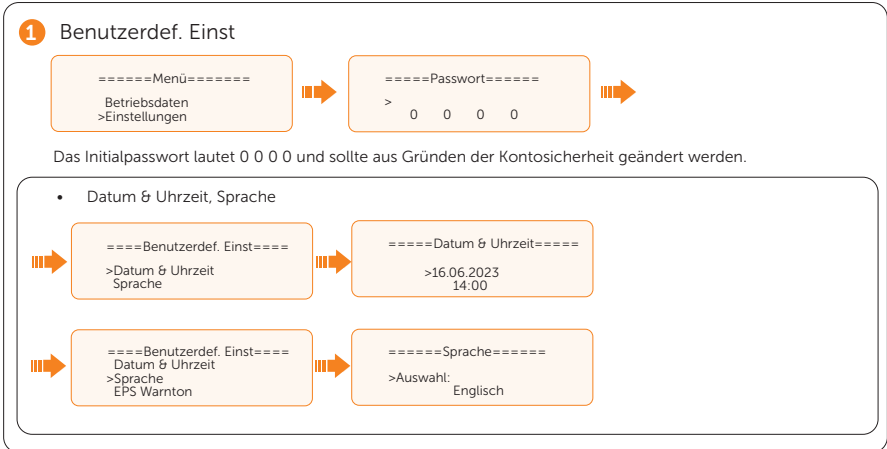 1 Benutzerdef. Einst
======Menü=======
Betriebsdaten
>Einstellungen
=====Passwort======
>
0 0 0 0
Das Initialpasswort lautet 0 0 0 0 und sollte aus Gründen der Kontosicherheit geändert werden.
• Datum & Uhrzeit, Sprache
====Benutzerdef. Einst====
>Datum & Uhrzeit
Sprache
=====Datum & Uhrzeit=====
>16.06.2023
14:00
====Benutzerdef. Einst====
Datum & Uhrzeit
>Sprache
EPS Warnton
======Sprache======
>Auswahl:
Englisch